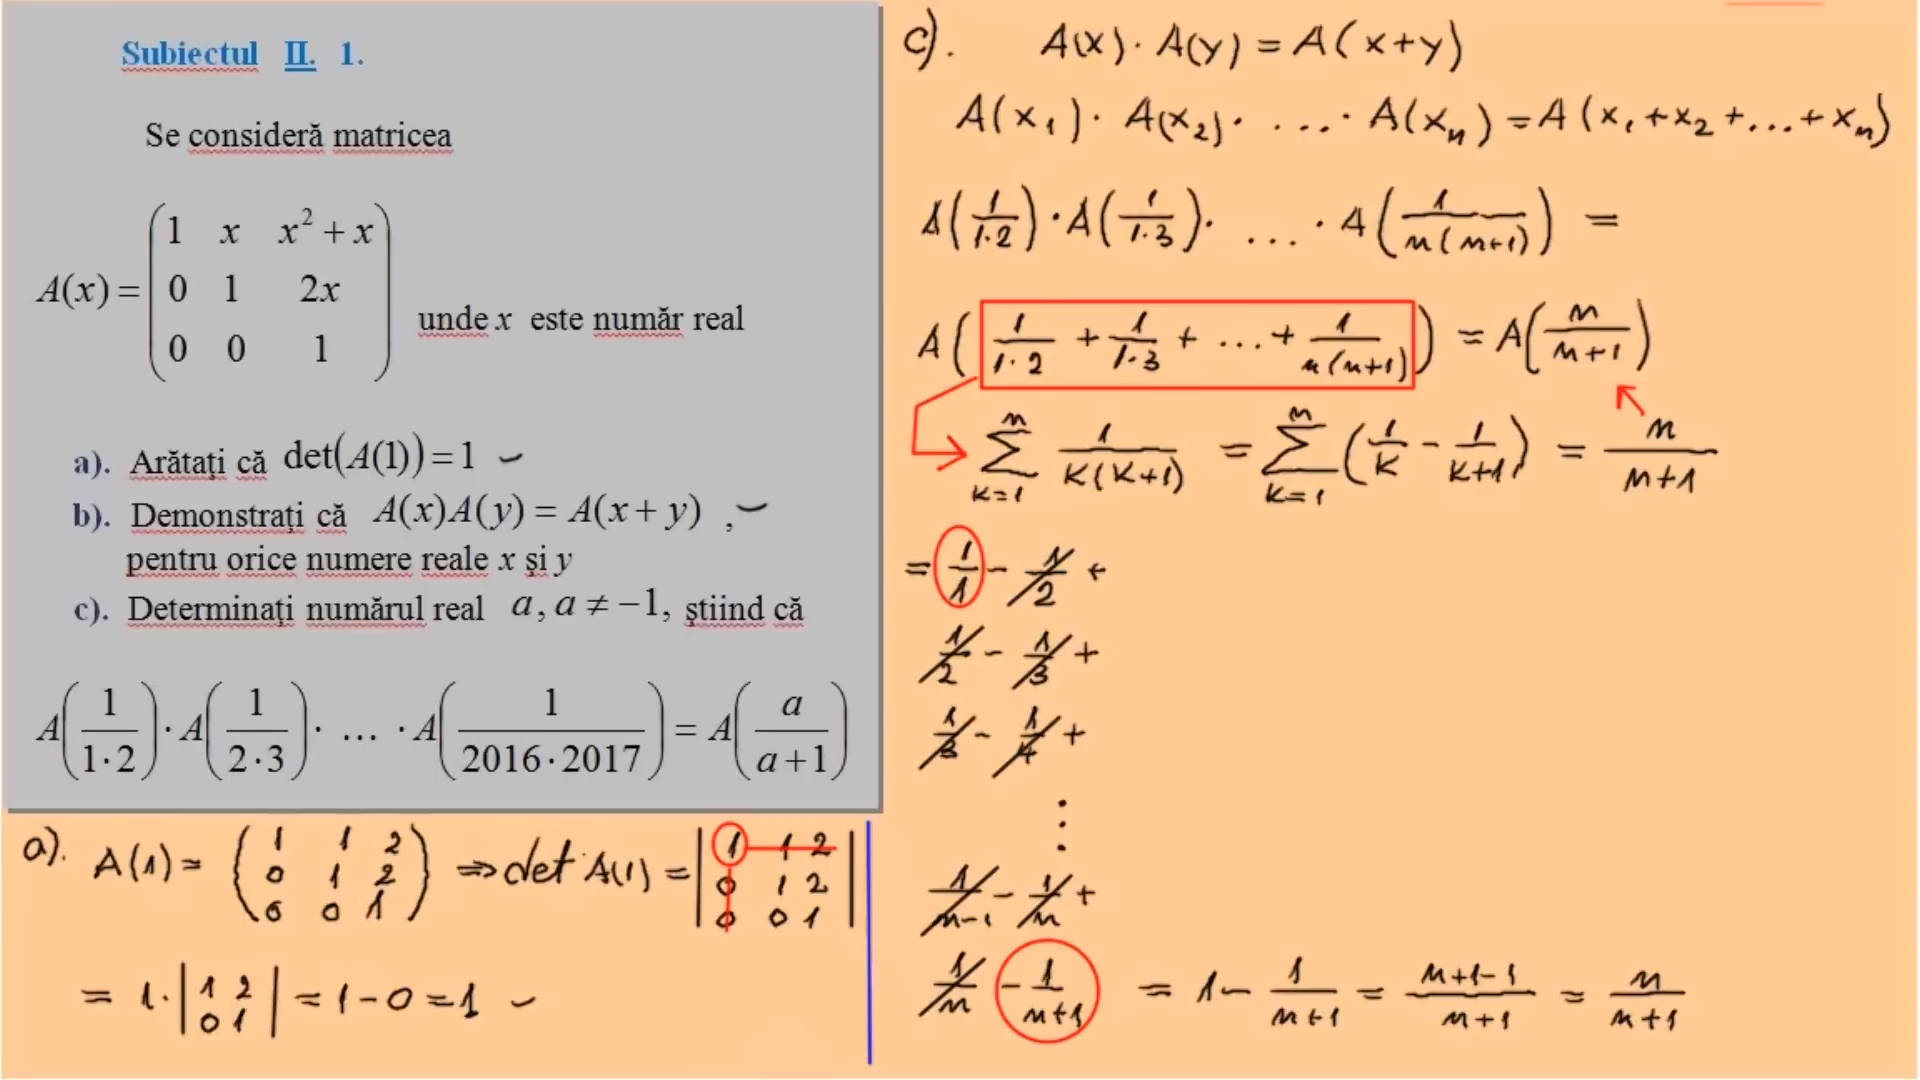 Subiectul II. 1.
Se consideră matricea
A(x) = ( 1 x x² + x
0 1 2x
0 0 1 ) unde x este număr real
a). Arătați că det(A(1)) = 1
b). Demonstrați că A(x)A(y) = A(x + y) ,
pentru orice numere reale x și y
c). Determinați numărul real a, a ≠ −1, știind că
A(1/(1·2)) · A(1/(2·3)) · ... · A(1/(2016·2017)) = A(a/(a+1))
a). A(1) = ( 1 1 2
0 1 2
0 0 1 ) ⇒ det A(1) = | 1 1 2
0 1 2
0 0 1 |
= 1 · | 1 2
0 1 | = 1 − 0 = 1
c). A(x) · A(y) = A(x+y)
A(x₁) · A(x₂) · ... · A(xₙ) = A(x₁ + x₂ + ... + xₙ)
A(1/(1·2)) · A(1/(1·3)) · ... · A(1/(n(n+1))) =
A(1/(1·2) + 1/(1·3) + ... + 1/(n(n+1))) = A(n/(n+1))
n∑k=1 1/(k(k+1)) = n∑k=1 (1/k − 1/(k+1)) = n/(n+1)
= 1/1 − 1/2 +
1/2 − 1/3 +
1/3 − 1/4 +
⋮
1/(n−1) − 1/n +
1/n − 1/(n+1) = 1 − 1/(n+1) = (n+1−1)/(n+1) = n/(n+1)